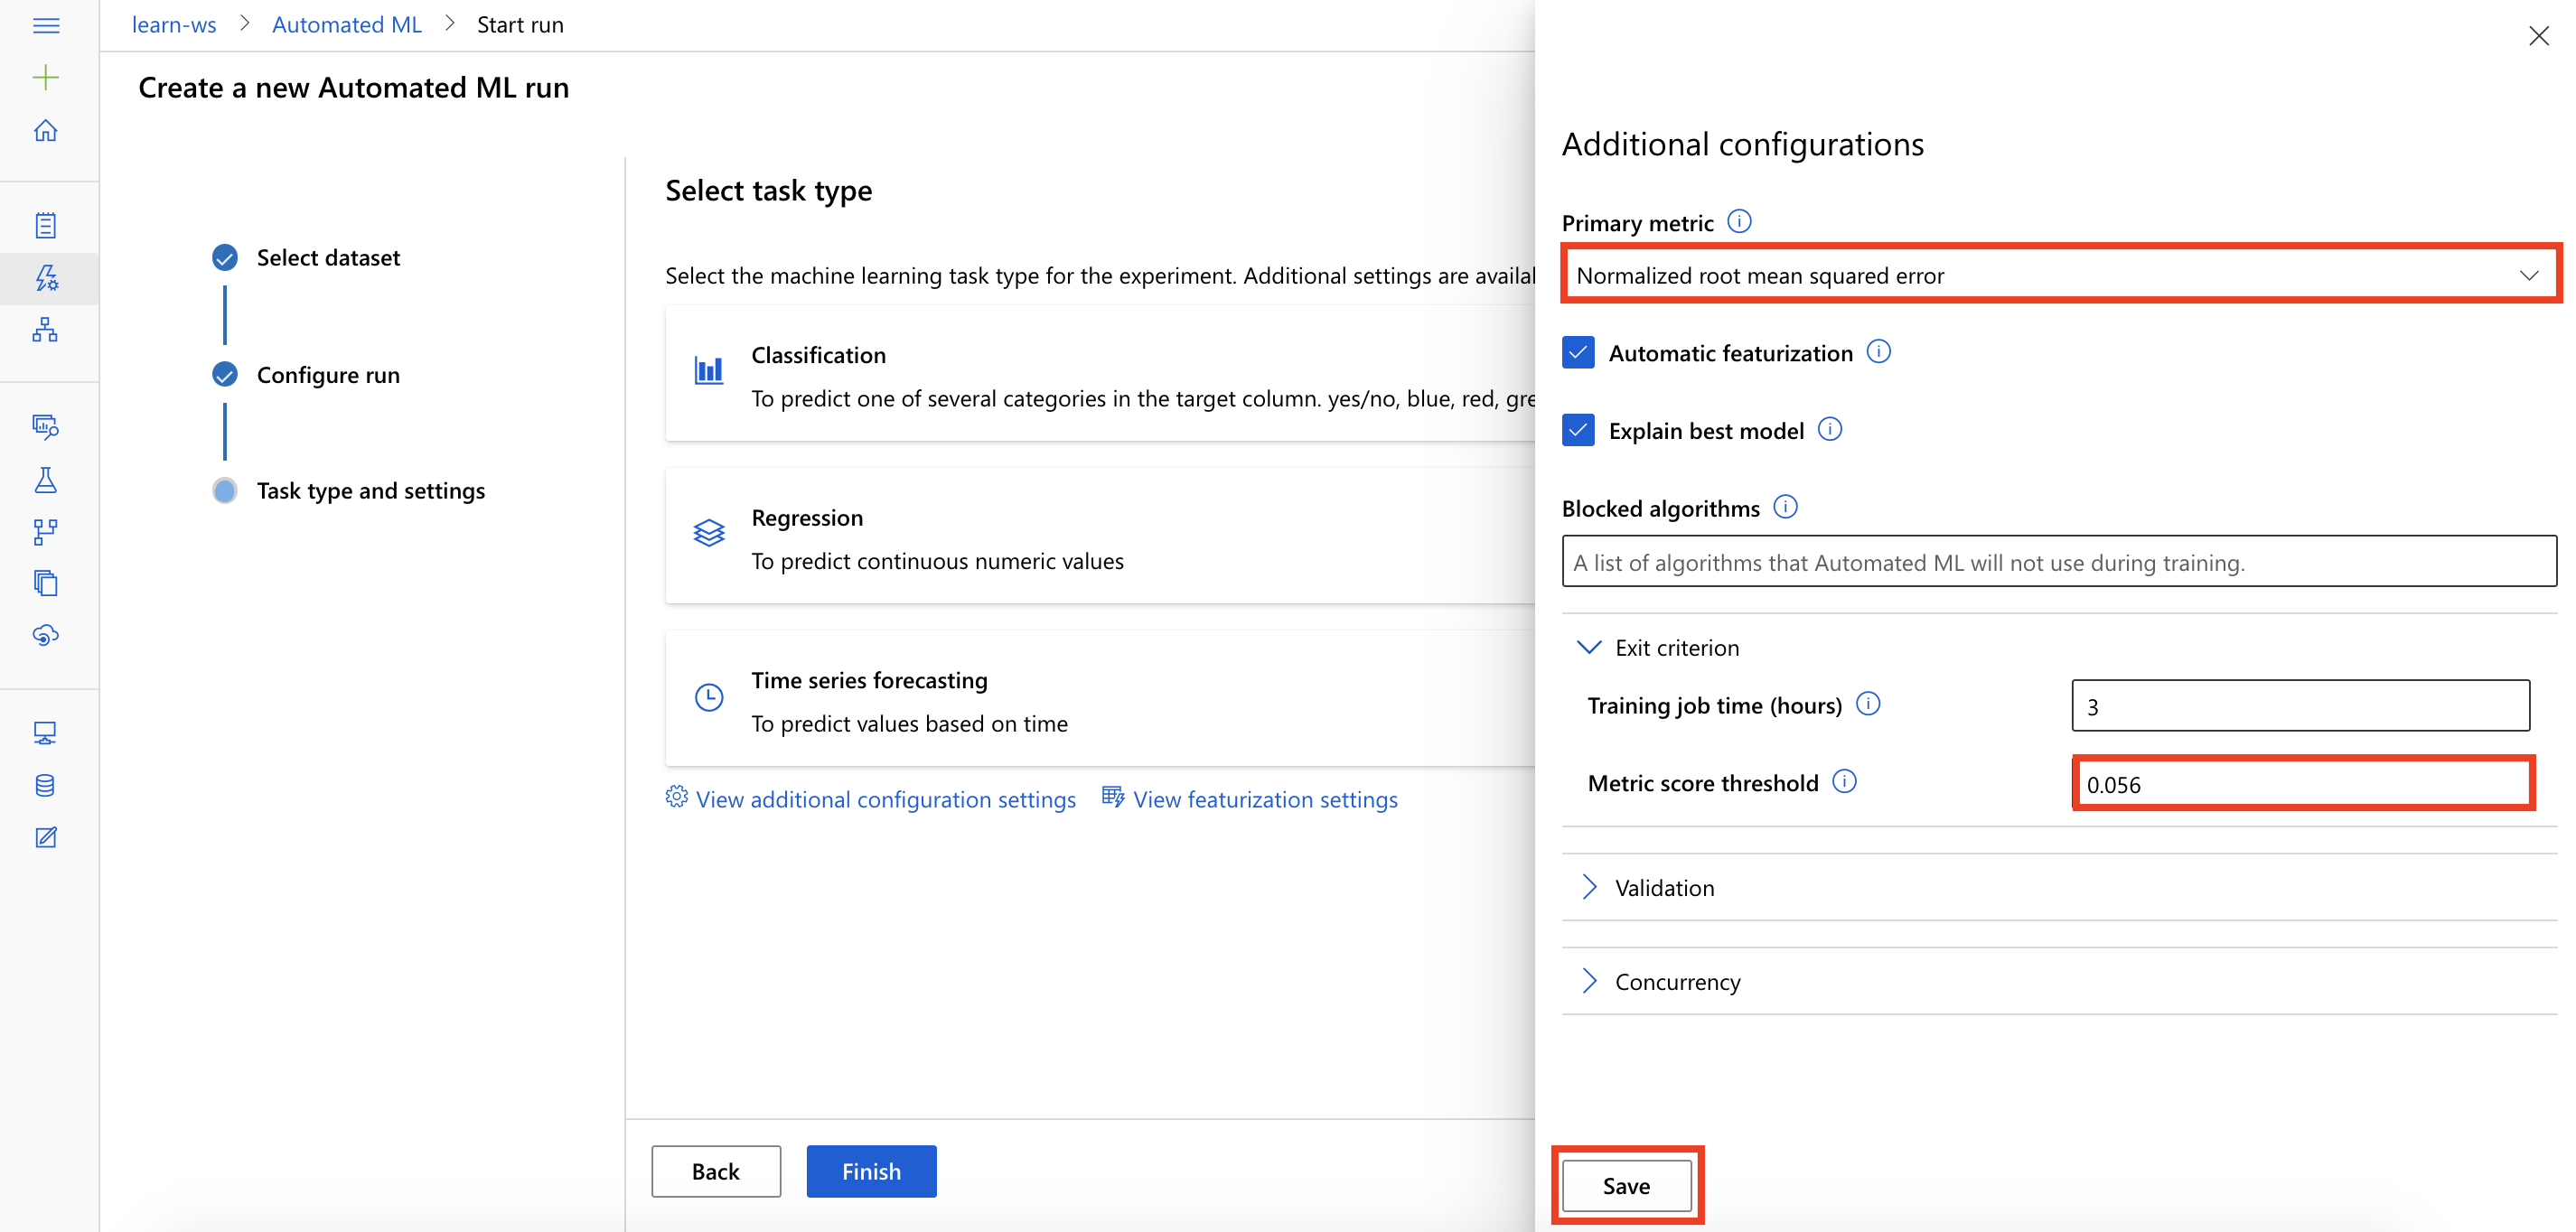 learn-ws > Automated ML > Start run
Create a new Automated ML run
Select dataset
Configure run
Task type and settings
Select task type
Select the machine learning task type for the experiment. Additional settings are availal
Classification
To predict one of several categories in the target column. yes/no, blue, red, gre
Regression
To predict continuous numeric values
Time series forecasting
To predict values based on time
View additional configuration settings View featurization settings
Back Finish
Additional configurations
Primary metric
Normalized root mean squared error
Automatic featurization
Explain best model
Blocked algorithms
A list of algorithms that Automated ML will not use during training.
Exit criterion
Training job time (hours) 3
Metric score threshold 0.056
Validation
Concurrency
Save